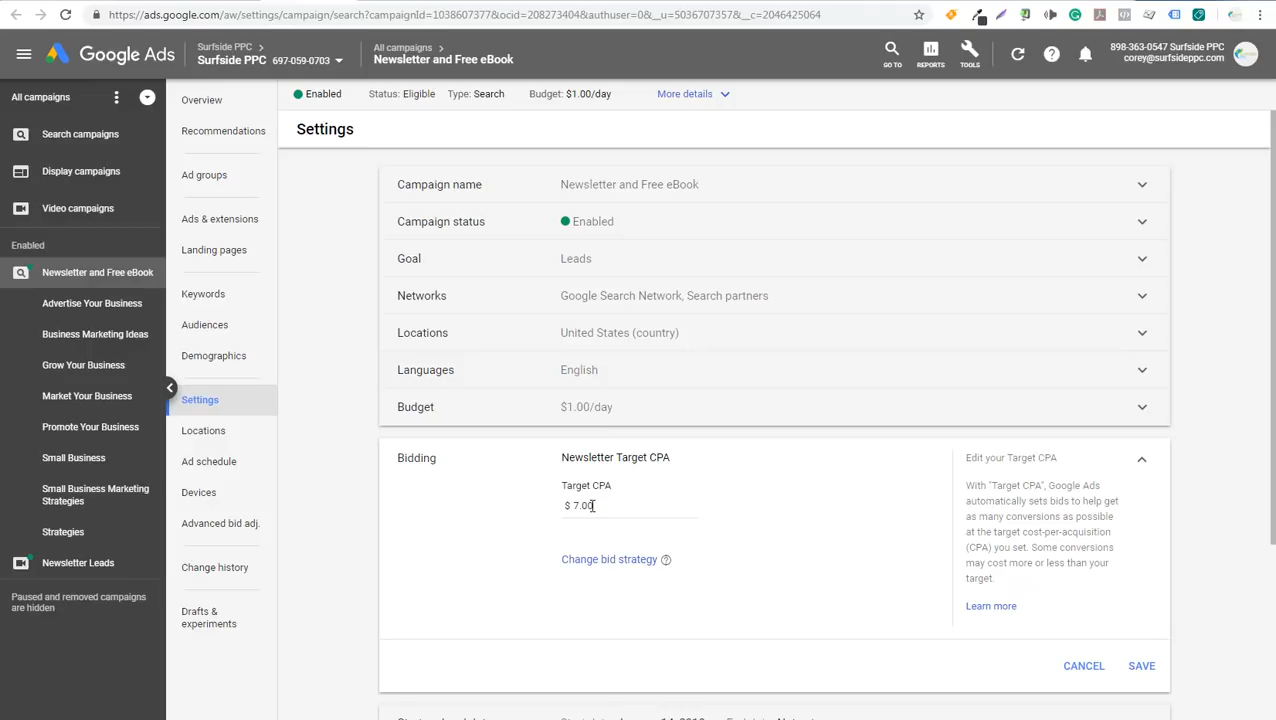 https://ads.google.com/aw/settings/campaign/search?campaignId=1038607377&ocid=208273404&authuser=0&__u=5036707357&__c=2046425064
Google Ads
Surfside PPC
Surfside PPC 697-059-0703
All campaigns
Newsletter and Free eBook
GO TO
REPORTS
TOOLS
898-363-0547 Surfside PPC
corey@surfsideppc.com
All campaigns
Search campaigns
Display campaigns
Video campaigns
Enabled
Newsletter and Free eBook
Advertise Your Business
Business Marketing Ideas
Grow Your Business
Market Your Business
Promote Your Business
Small Business
Small Business Marketing
Strategies
Strategies
Newsletter Leads
Paused and removed campaigns
are hidden
Overview
Recommendations
Ad groups
Ads & extensions
Landing pages
Keywords
Audiences
Demographics
Settings
Locations
Ad schedule
Devices
Advanced bid adj.
Change history
Drafts &
experiments
Enabled Status: Eligible Type: Search Budget: $1.00/day More details
Settings
Campaign name Newsletter and Free eBook
Campaign status Enabled
Goal Leads
Networks Google Search Network, Search partners
Locations United States (country)
Languages English
Budget $1.00/day
Bidding
Newsletter Target CPA
Target CPA
$ 7.00
Change bid strategy
Edit your Target CPA
With "Target CPA", Google Ads
automatically sets bids to help get
as many conversions as possible
at the target cost-per-acquisition
(CPA) you set. Some conversions
may cost more or less than your
target.
Learn more
CANCEL SAVE